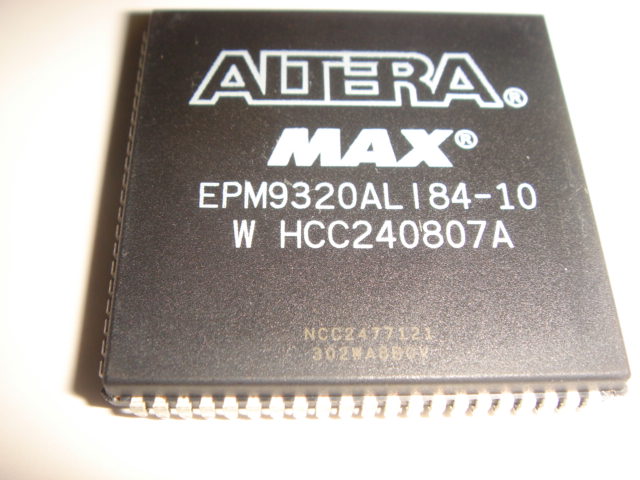 ALTERA®
MAX®
EPM9320ALI84-10
W HCC240807A
NCC2477121